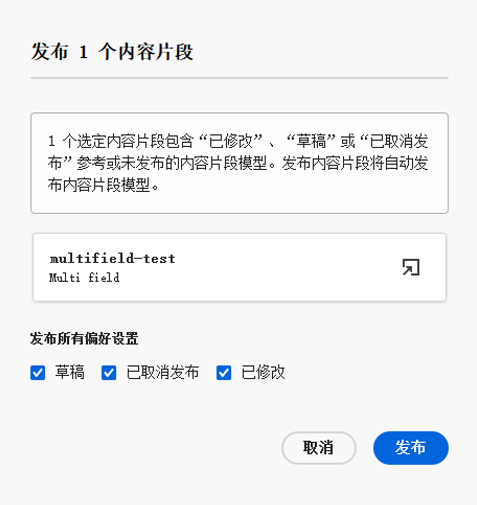 发布 1 个内容片段
1 个选定内容片段包含“已修改”、“草稿”或“已取消发
布”参考或未发布的内容片段模型。发布内容片段将自动发
布内容片段模型。
multifield-test
Multi field
发布所有偏好设置
草稿 已取消发布 已修改
取消 发布